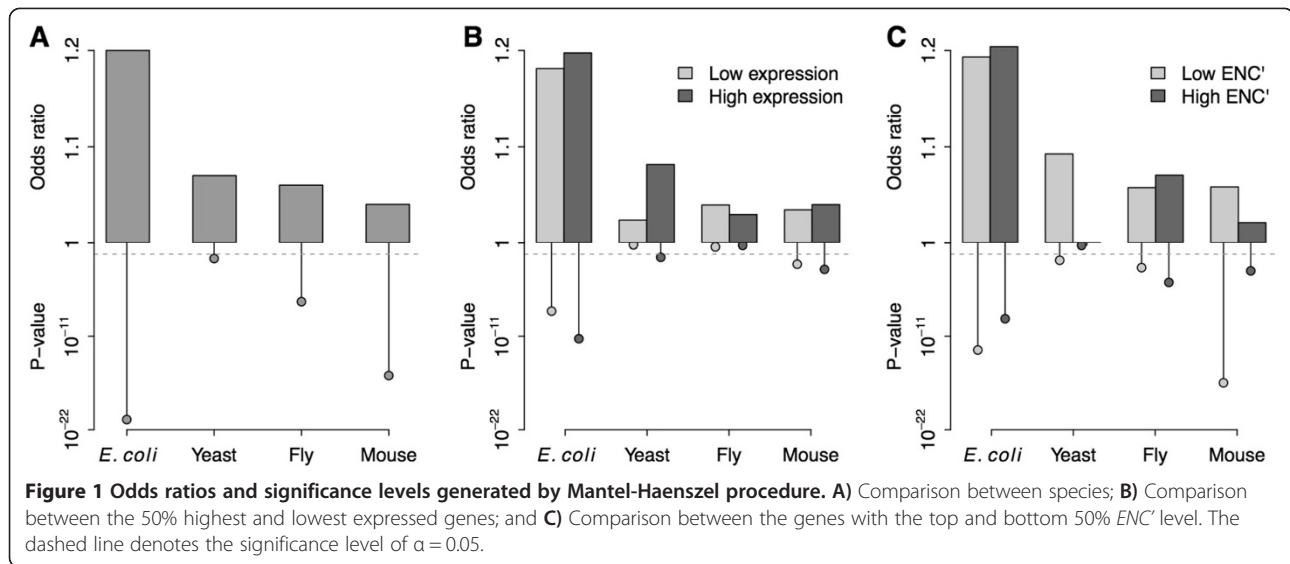 A
Odds ratio
1.2
1.1
1
P-value
10⁻¹¹
10⁻²²
E. coli Yeast Fly Mouse
B
Low expression
High expression
Odds ratio
1.2
1.1
1
P-value
10⁻¹¹
10⁻²²
E. coli Yeast Fly Mouse
C
Low ENC'
High ENC'
Odds ratio
1.2
1.1
1
P-value
10⁻¹¹
10⁻²²
E. coli Yeast Fly Mouse
Figure 1 Odds ratios and significance levels generated by Mantel-Haenszel procedure. A) Comparison between species; B) Comparison
between the 50% highest and lowest expressed genes; and C) Comparison between the genes with the top and bottom 50% ENC' level. The
dashed line denotes the significance level of α = 0.05.